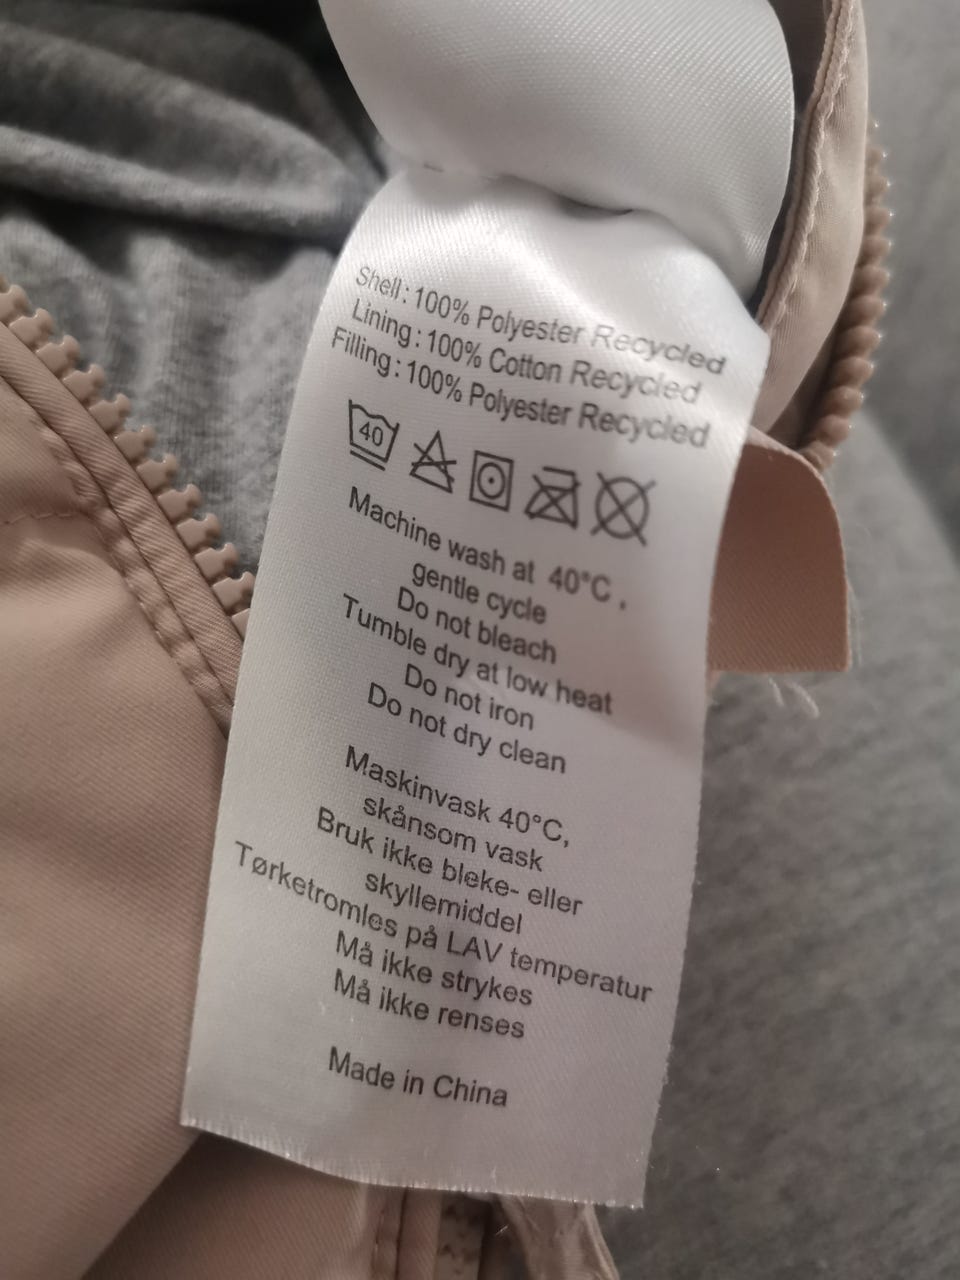 Shell: 100% Polyester Recycled
Lining: 100% Cotton Recycled
Filling: 100% Polyester Recycled
40
Machine wash at 40°C,
gentle cycle
Do not bleach
Tumble dry at low heat
Do not iron
Do not dry clean
Maskinvask 40°C,
skånsom vask
Bruk ikke bleke- eller
skyllemiddel
Tørketromles på LAV temperatur
Må ikke strykes
Må ikke renses
Made in China